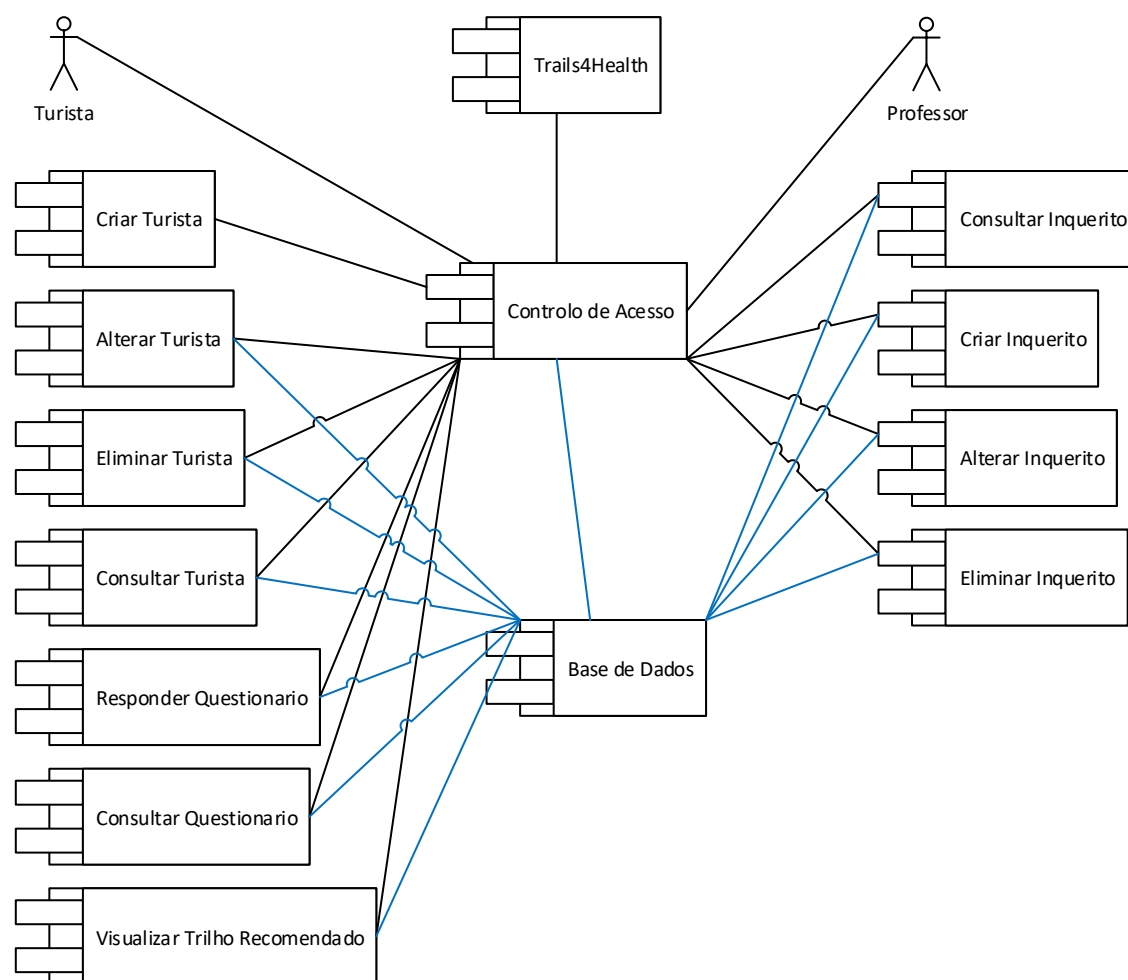 Trails4Health
Turista
Professor
Criar Turista
Consultar Inquerito
Controlo de Acesso
Alterar Turista
Criar Inquerito
Eliminar Turista
Alterar Inquerito
Consultar Turista
Eliminar Inquerito
Base de Dados
Responder Questionario
Consultar Questionario
Visualizar Trilho Recomendado